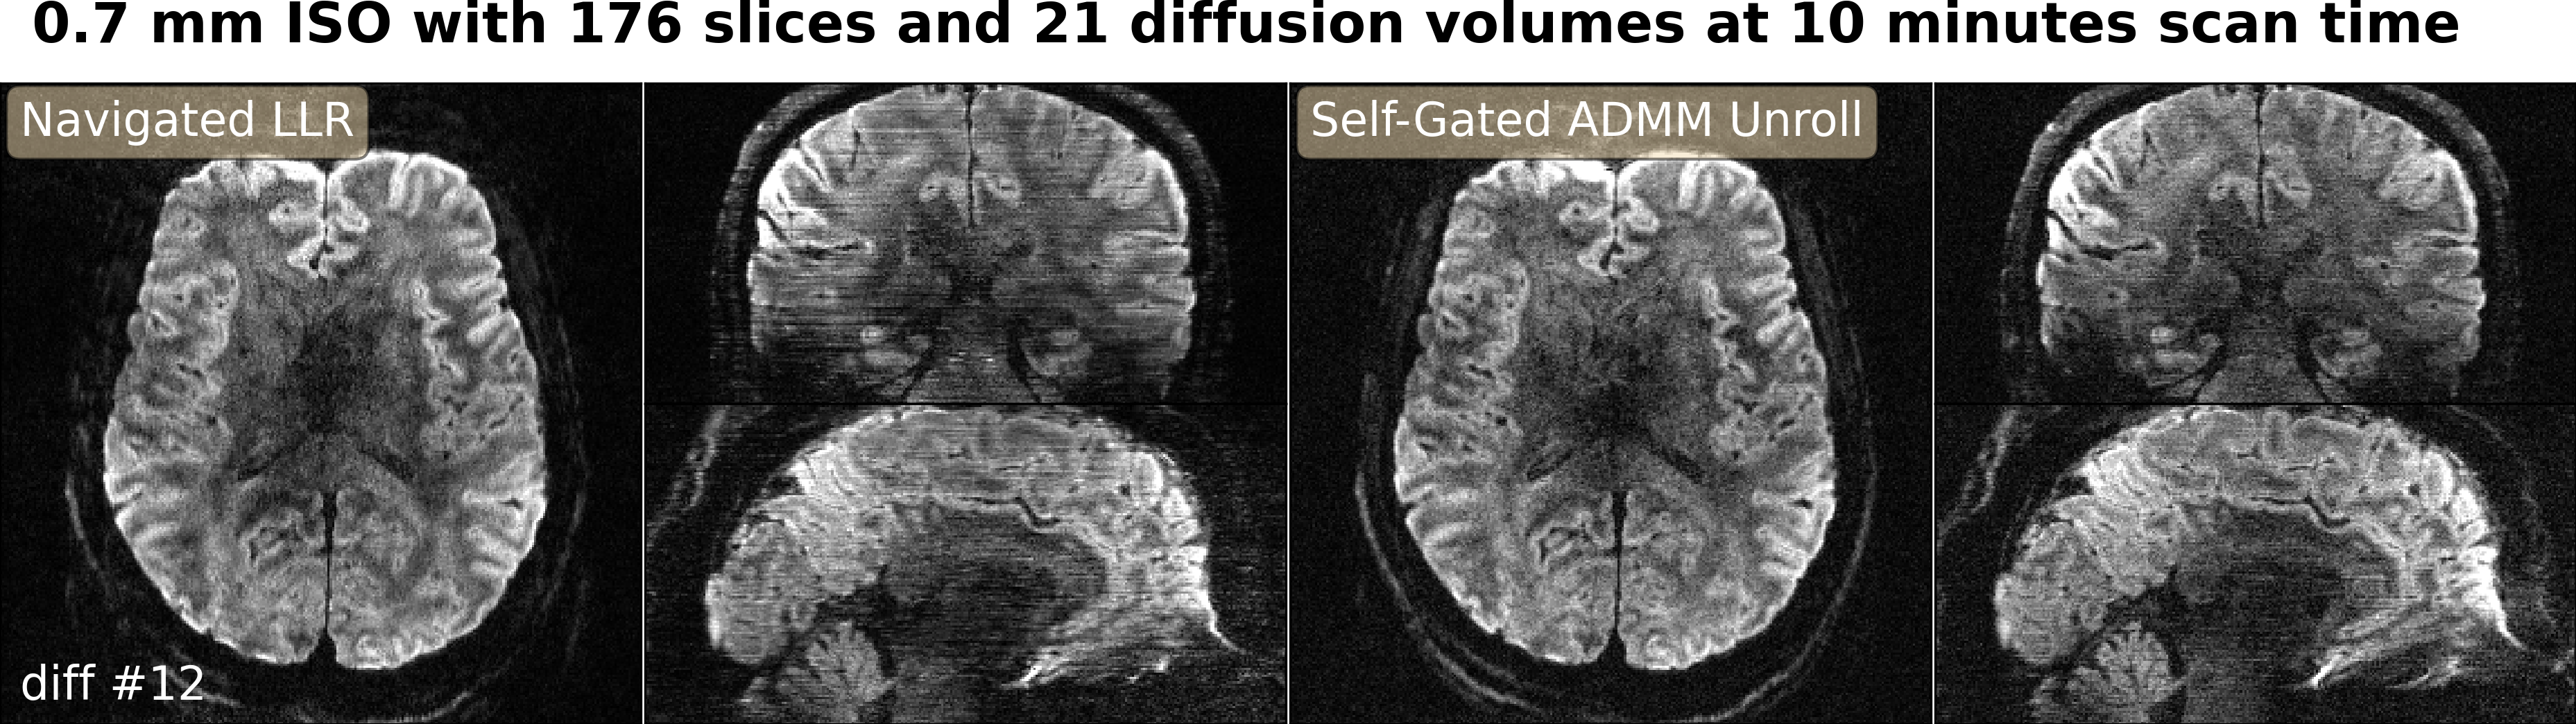 0.7 mm ISO with 176 slices and 21 diffusion volumes at 10 minutes scan time
Navigated LLR
Self-Gated ADMM Unroll
diff #12